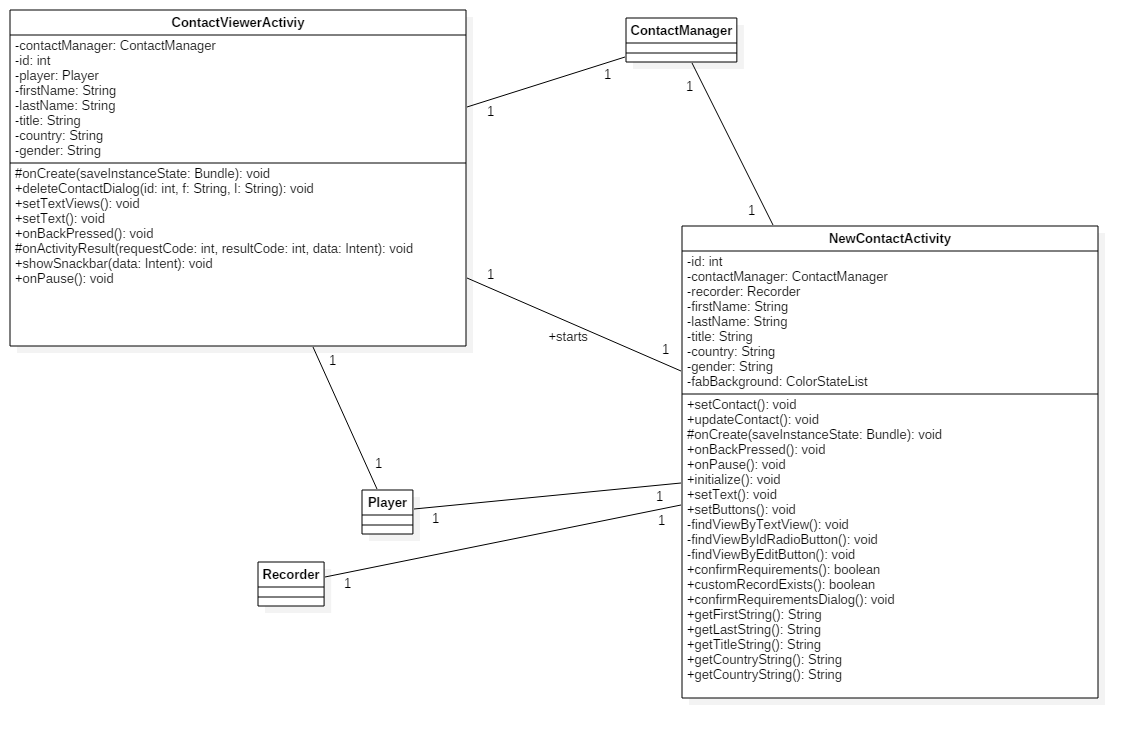 ContactViewerActiviy
-contactManager: ContactManager
-id: int
-player: Player
-firstName: String
-lastName: String
-title: String
-country: String
-gender: String
#onCreate(saveInstanceState: Bundle): void
+deleteContactDialog(id: int, f: String, l: String): void
+setTextViews(): void
+setText(): void
+onBackPressed(): void
#onActivityResult(requestCode: int, resultCode: int, data: Intent): void
+showSnackbar(data: Intent): void
+onPause(): void
ContactManager
1
1
1
1
1
+starts
1
NewContactActivity
-id: int
-contactManager: ContactManager
-recorder: Recorder
-firstName: String
-lastName: String
-title: String
-country: String
-gender: String
-fabBackground: ColorStateList
+setContact(): void
+updateContact(): void
#onCreate(saveInstanceState: Bundle): void
+onBackPressed(): void
+onPause(): void
+initialize(): void
+setText(): void
+setButtons(): void
-findViewByTextView(): void
-findViewByIdRadioButton(): void
-findViewByEditButton(): void
+confirmRequirements(): boolean
+customRecordExists(): boolean
+confirmRequirementsDialog(): void
+getFirstString(): String
+getLastString(): String
+getTitleString(): String
+getCountryString(): String
+getCountryString(): String
1
1
Player
1
1
Recorder
1
1